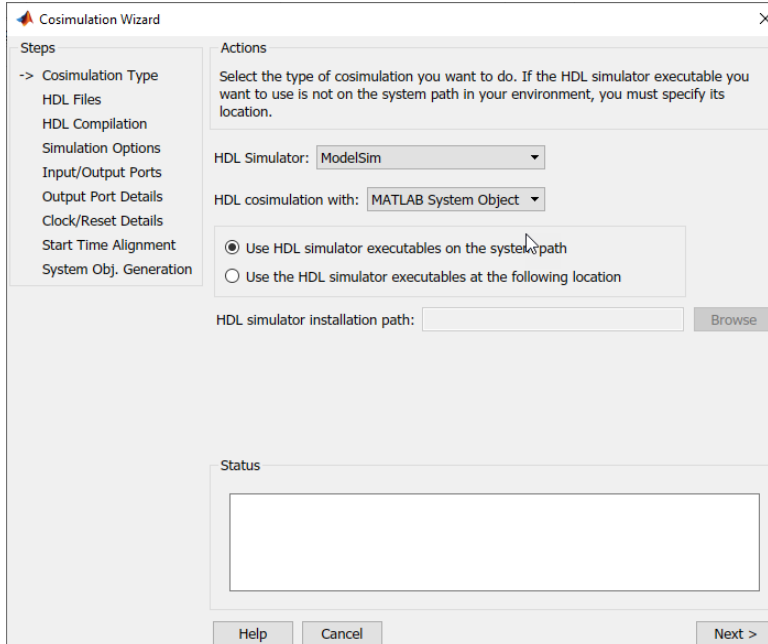 Cosimulation Wizard
Steps
-> Cosimulation Type
HDL Files
HDL Compilation
Simulation Options
Input/Output Ports
Output Port Details
Clock/Reset Details
Start Time Alignment
System Obj. Generation
Actions
Select the type of cosimulation you want to do. If the HDL simulator executable you
want to use is not on the system path in your environment, you must specify its
location.
HDL Simulator: ModelSim
HDL cosimulation with: MATLAB System Object
Use HDL simulator executables on the system path
Use the HDL simulator executables at the following location
HDL simulator installation path: Browse
Status
Help Cancel Next >